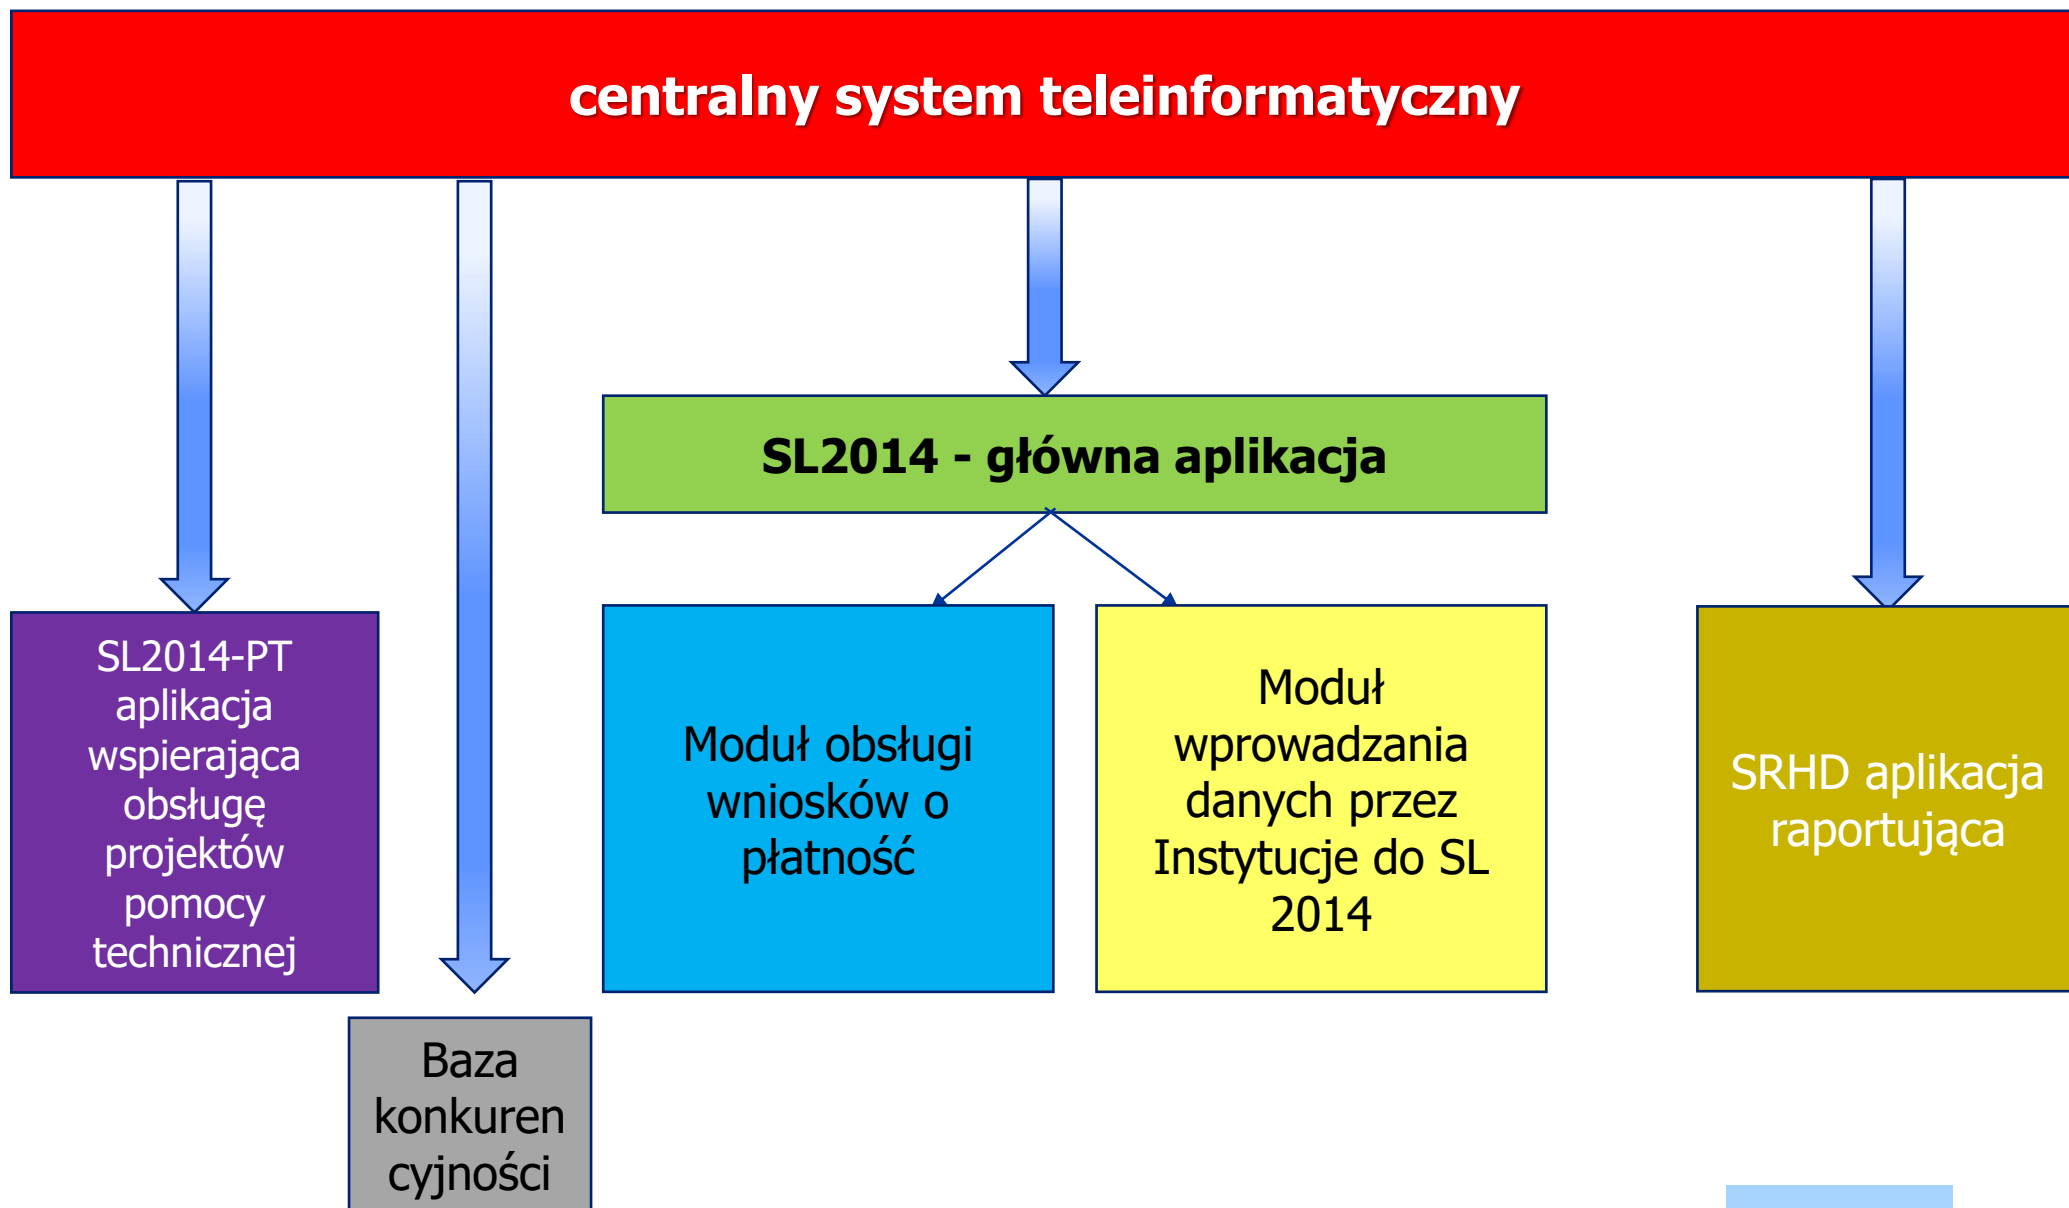 centralny system teleinformatyczny
SL2014 - główna aplikacja
SL2014-PT
aplikacja
wspierająca
obsługę
projektów
pomocy
technicznej
Moduł obsługi
wniosków o
płatność
Moduł
wprowadzania
danych przez
Instytucje do SL
2014
SRHD aplikacja
raportująca
Baza
konkuren
cyjności